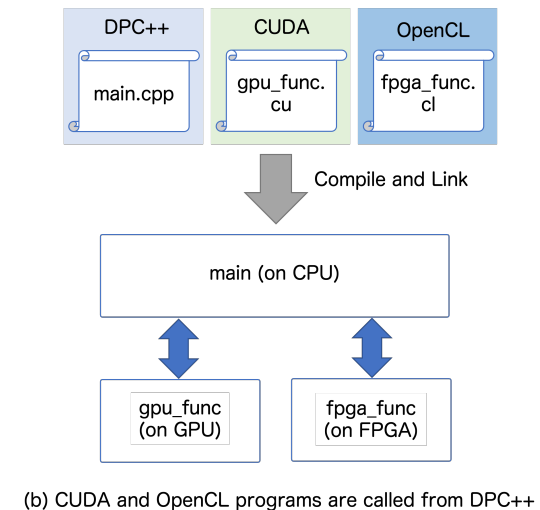 DPC++
CUDA
OpenCL
main.cpp
gpu_func.
cu
fpga_func.
cl
Compile and Link
main (on CPU)
gpu_func
(on GPU)
fpga_func
(on FPGA)
(b) CUDA and OpenCL programs are called from DPC++